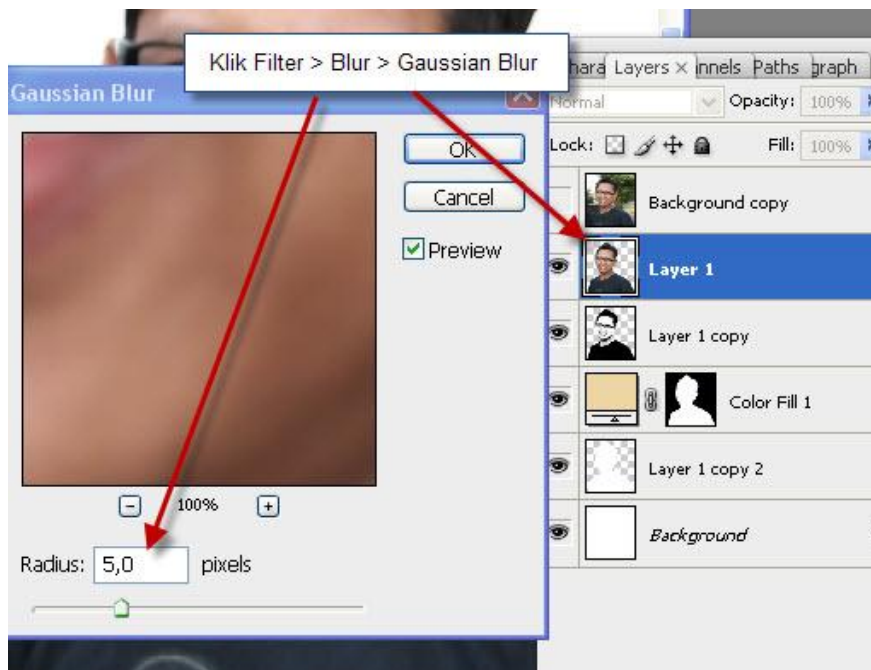 Klik Filter > Blur > Gaussian Blur
Gaussian Blur
OK
Cancel
Preview
100%
Radius: 5,0 pixels
Layers × Paths
Normal Opacity: 100%
Lock: Fill: 100%
Background copy
Layer 1
Layer 1 copy
Color Fill 1
Layer 1 copy 2
Background